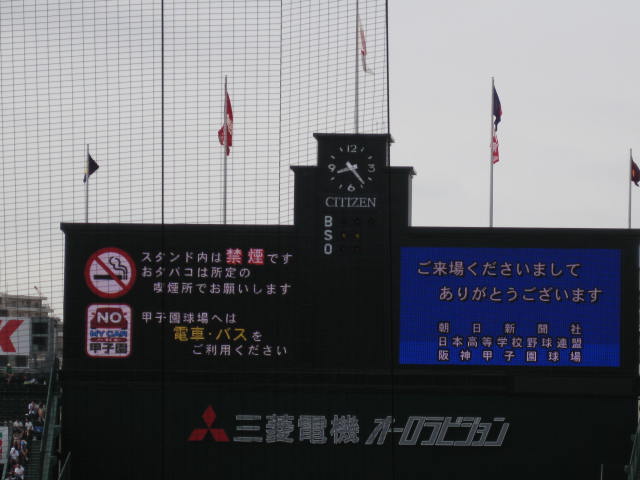 12
3
6
9
CITIZEN
B
S
O
スタンド内は禁煙です
おタバコは所定の
喫煙所でお願いします
NO
MY CAR
甲子園
甲子園球場へは
電車・バスを
ご利用ください
ご来場くださいまして
ありがとうございます
朝日新聞社
日本高等学校野球連盟
阪神甲子園球場
三菱電機 オーロラビジョン
K